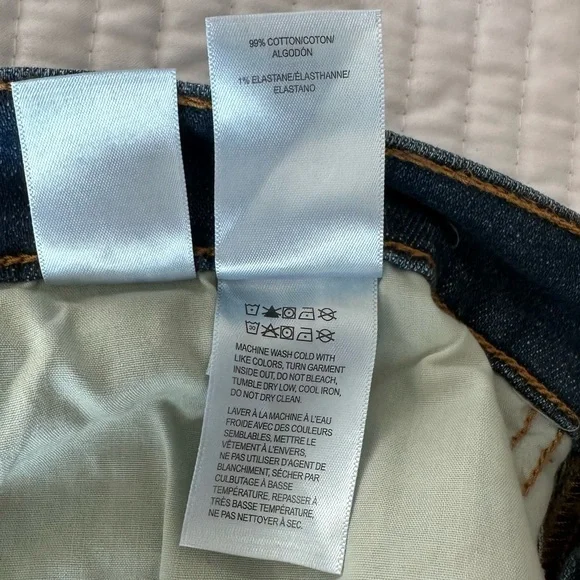 99% COTTON/COTON/
ALGODÓN
1% ELASTANE/ÉLASTHANNE/
ELASTANO
30
MACHINE WASH COLD WITH
LIKE COLORS, TURN GARMENT
INSIDE OUT, DO NOT BLEACH,
TUMBLE DRY LOW, COOL IRON,
DO NOT DRY CLEAN.
LAVER À LA MACHINE À L'EAU
FROIDE AVEC DES COULEURS
SEMBLABLES, METTRE LE
VÊTEMENT À L'ENVERS,
NE PAS UTILISER D'AGENT DE
BLANCHIMENT, SÉCHER PAR
CULBUTAGE À BASSE
TEMPÉRATURE, REPASSER À
TRÈS BASSE TEMPÉRATURE,
NE PAS NETTOYER À SEC.